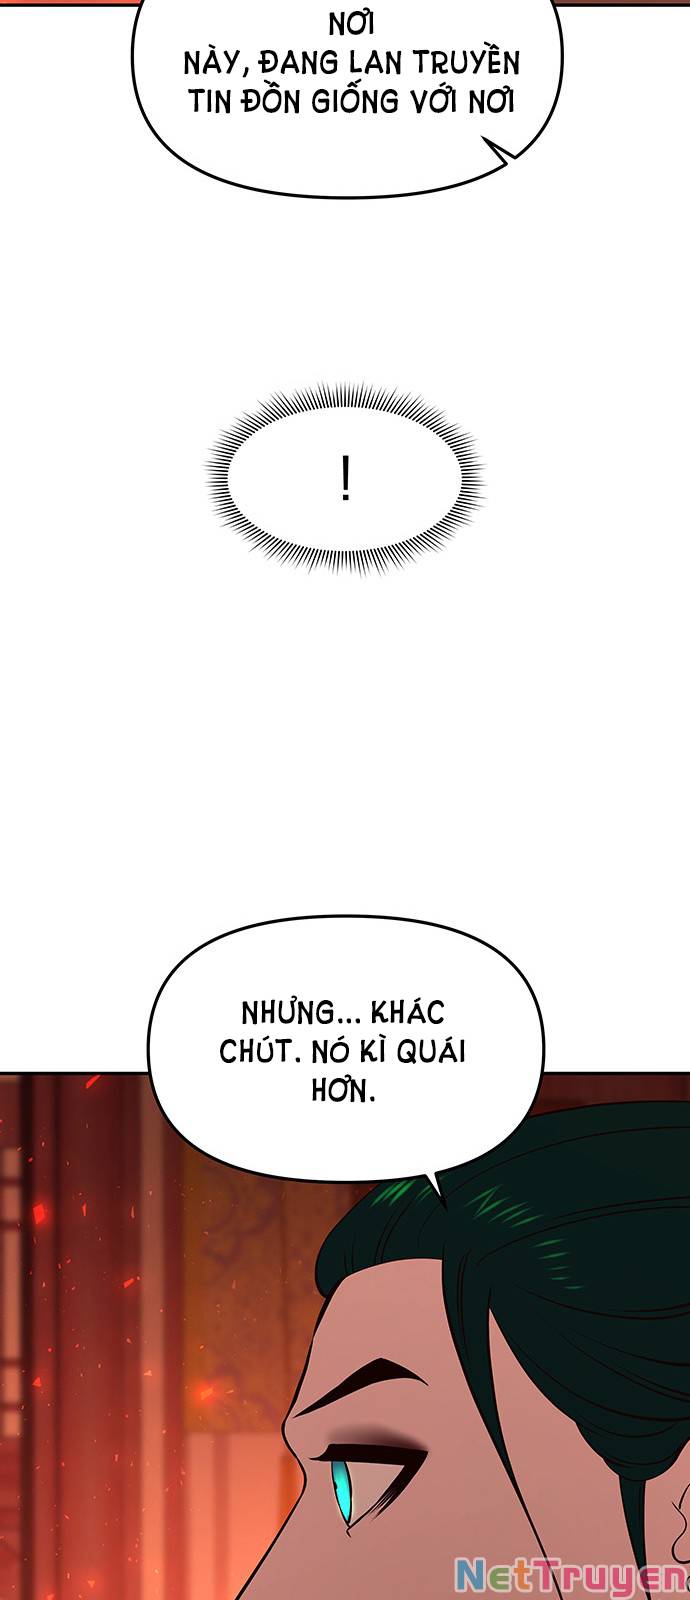 NƠI
NÀY, ĐANG LAN TRUYỀN
TIN ĐỒN GIỐNG VỚI NƠI
!
NHƯNG... KHÁC
CHÚT. NÓ KÌ QUÁI
HƠN.
NetTruyen